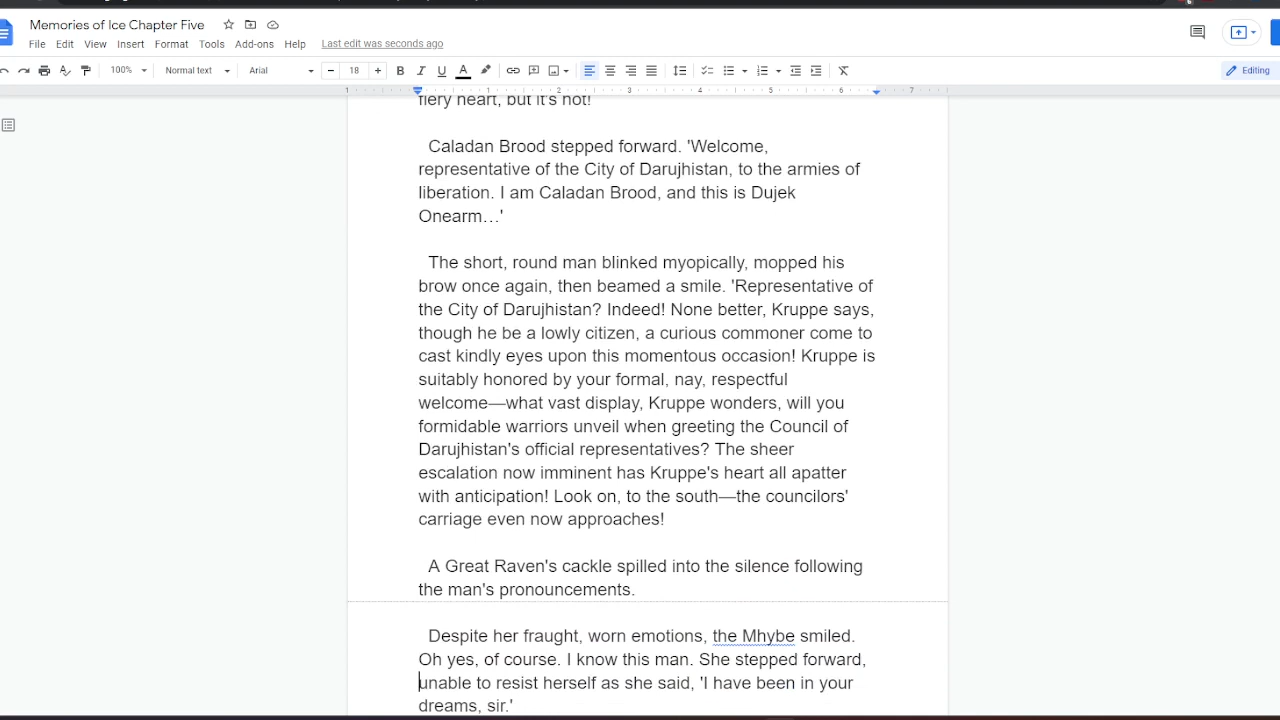 Memories of Ice Chapter Five
File Edit View Insert Format Tools Add-ons Help Last edit was seconds ago
100% Normal text Arial 18 B I U A Editing
1 1 2 3 4 5 6 7
fiery heart, but it's hot!
Caladan Brood stepped forward. 'Welcome,
representative of the City of Darujhistan, to the armies of
liberation. I am Caladan Brood, and this is Dujek
Onearm…'
The short, round man blinked myopically, mopped his
brow once again, then beamed a smile. 'Representative of
the City of Darujhistan? Indeed! None better, Kruppe says,
though he be a lowly citizen, a curious commoner come to
cast kindly eyes upon this momentous occasion! Kruppe is
suitably honored by your formal, nay, respectful
welcome—what vast display, Kruppe wonders, will you
formidable warriors unveil when greeting the Council of
Darujhistan's official representatives? The sheer
escalation now imminent has Kruppe's heart all apatter
with anticipation! Look on, to the south—the councilors'
carriage even now approaches!
A Great Raven's cackle spilled into the silence following
the man's pronouncements.
Despite her fraught, worn emotions, the Mhybe smiled.
Oh yes, of course. I know this man. She stepped forward,
unable to resist herself as she said, 'I have been in your
dreams, sir.'